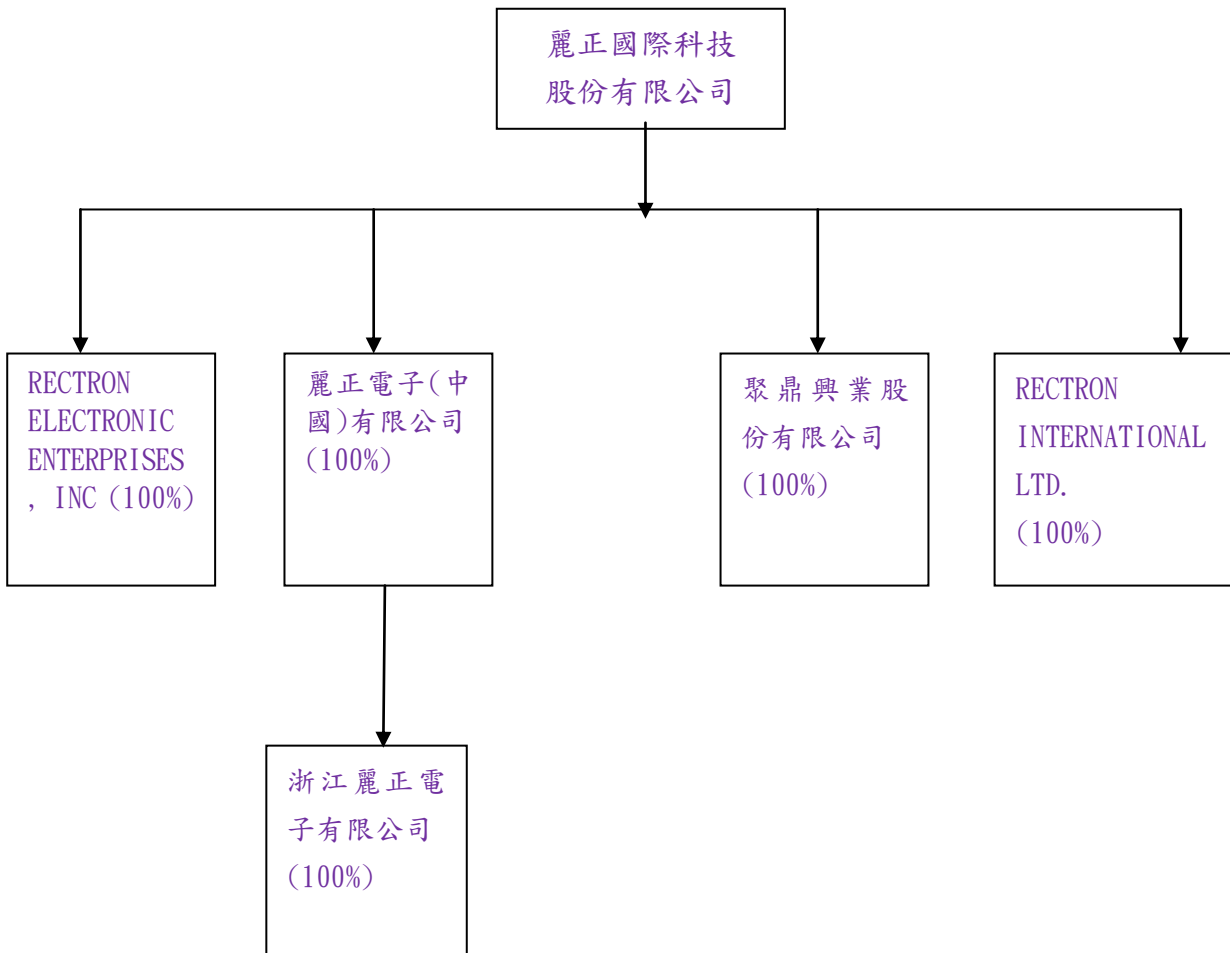 麗正國際科技
股份有限公司
RECTRON
ELECTRONIC
ENTERPRISES
, INC (100%)
麗正電子(中
國)有限公司
(100%)
聚鼎興業股
份有限公司
(100%)
RECTRON
INTERNATIONAL
LTD.
(100%)
浙江麗正電
子有限公司
(100%)